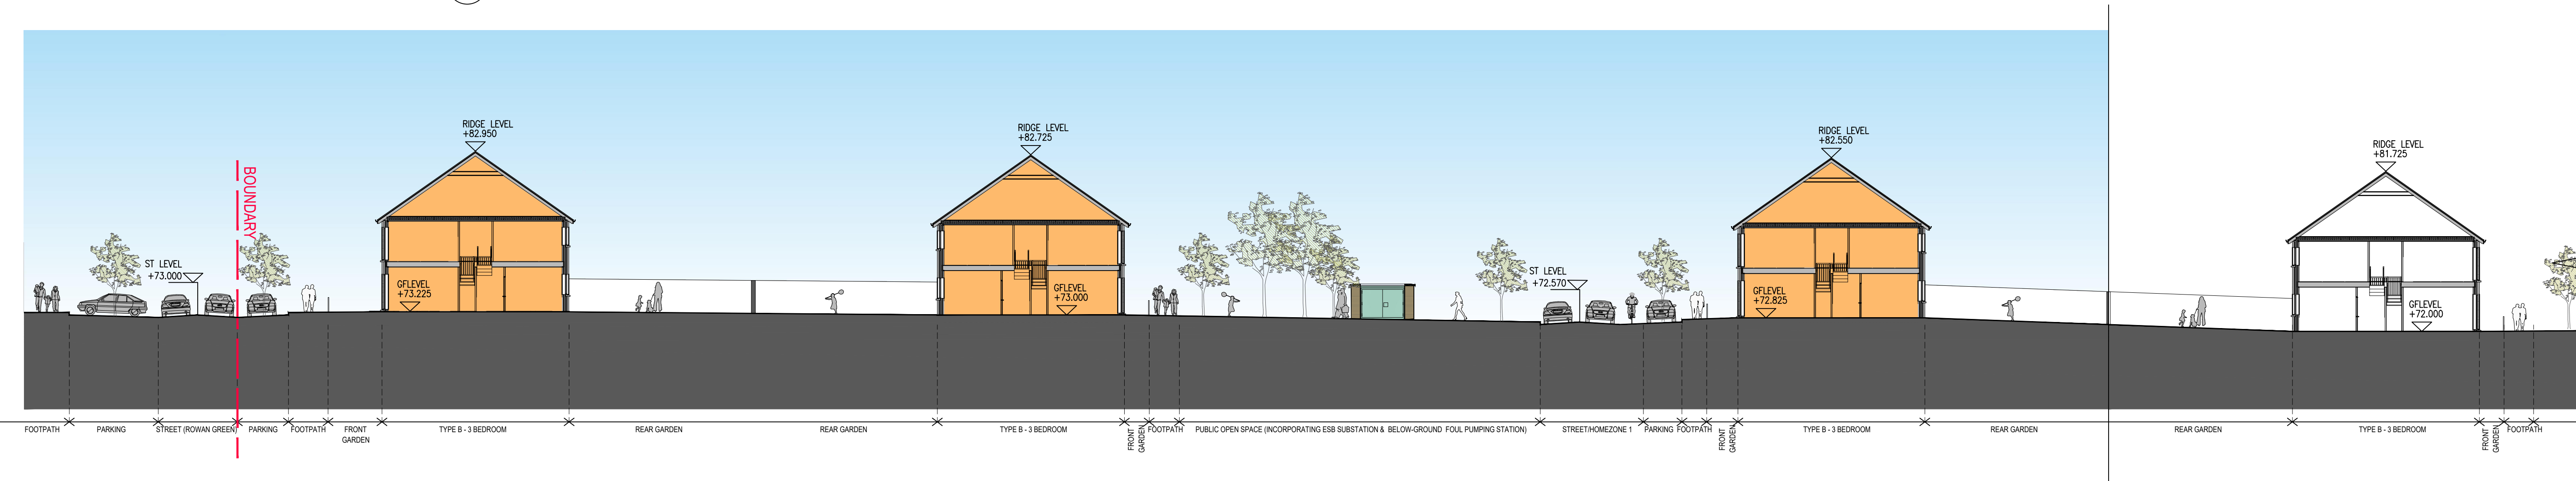 RIDGE LEVEL
+82.950
RIDGE LEVEL
+82.725
RIDGE LEVEL
+82.550
RIDGE LEVEL
+81.725
BOUNDARY
ST LEVEL
+73.000
GFLEVEL
+73.225
GFLEVEL
+73.000
ST LEVEL
+72.570
GFLEVEL
+72.825
GFLEVEL
+72.000
FOOTPATH
PARKING
STREET (ROWAN GREEN)
PARKING
FOOTPATH
FRONT
GARDEN
TYPE B - 3 BEDROOM
REAR GARDEN
REAR GARDEN
TYPE B - 3 BEDROOM
FRONT
GARDEN
FOOTPATH
PUBLIC OPEN SPACE (INCORPORATING ESB SUBSTATION & BELOW-GROUND FOUL PUMPING STATION)
STREET/HOMEZONE 1
PARKING
FOOTPATH
FRONT
GARDEN
TYPE B - 3 BEDROOM
REAR GARDEN
REAR GARDEN
TYPE B - 3 BEDROOM
FRONT
GARDEN
FOOTPATH